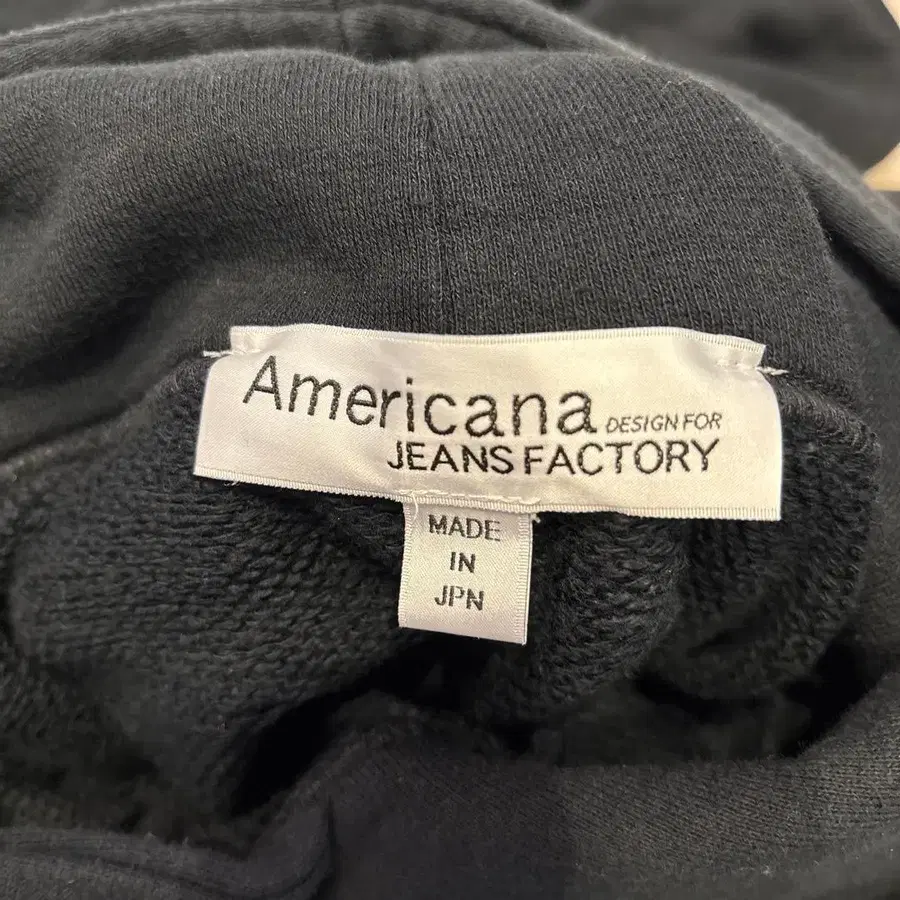 Americana DESIGN FOR
JEANS FACTORY
MADE
IN
JPN